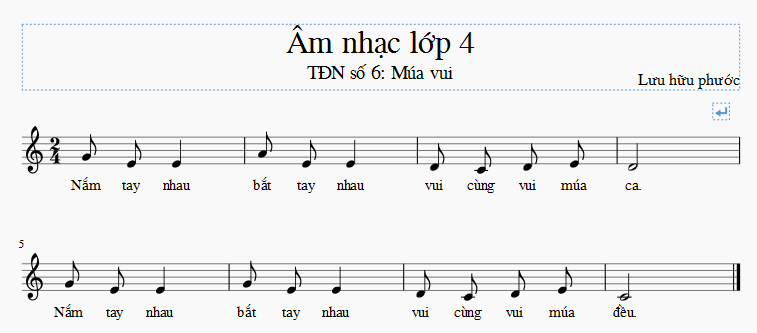 Âm nhạc lớp 4
TĐN số 6: Múa vui
Lưu hữu phước
2
4
Nắm tay nhau bắt tay nhau vui cùng vui múa ca.
5
Nắm tay nhau bắt tay nhau vui cùng vui múa đều.